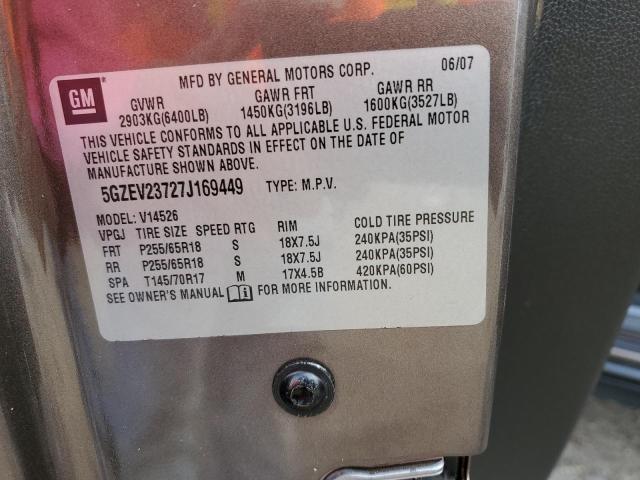 MFD BY GENERAL MOTORS CORP. 06/07
GM
GVWR GAWR FRT GAWR RR
2903KG(6400LB) 1450KG(3196LB) 1600KG(3527LB)
THIS VEHICLE CONFORMS TO ALL APPLICABLE U.S. FEDERAL MOTOR
VEHICLE SAFETY STANDARDS IN EFFECT ON THE DATE OF
MANUFACTURE SHOWN ABOVE.
5GZEV23727J169449 TYPE: M.P.V.
MODEL: V14526
VPGJ TIRE SIZE SPEED RTG RIM COLD TIRE PRESSURE
FRT P255/65R18 S 18X7.5J 240KPA(35PSI)
RR P255/65R18 S 18X7.5J 240KPA(35PSI)
SPA T145/70R17 M 17X4.5B 420KPA(60PSI)
SEE OWNER'S MANUAL FOR MORE INFORMATION.